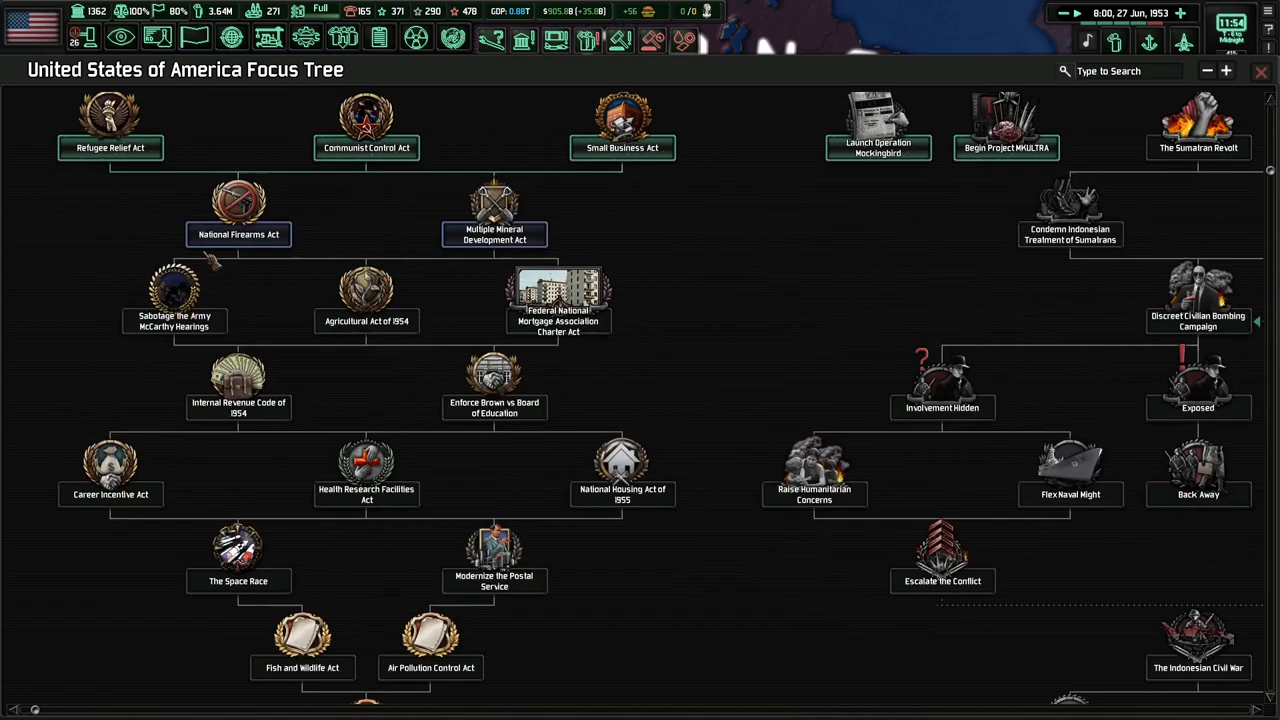 1362
100%
80%
3.64M
271
Full
165
371
290
478
GDP: 0.88T
$905.0B (+35.8B)
+56
0/0
8:00, 27 Jun, 1953
11:54
26
United States of America Focus Tree
Type to Search
Refugee Relief Act
Communist Control Act
Small Business Act
Launch Operation
Mockingbird
Begin Project MKULTRA
The Sumatran Revolt
National Firearms Act
Multiple Mineral
Development Act
Condemn Indonesian
Treatment of Sumatrans
Sabotage the Army
McCarthy Hearings
Agricultural Act of 1954
Federal National
Mortgage Association
Charter Act
Discreet Civilian Bombing
Campaign
Internal Revenue Code of
1954
Enforce Brown vs Board
of Education
Involvement Hidden
Exposed
Career Incentive Act
Health Research Facilities
Act
National Housing Act of
1955
Raise Humanitarian
Concerns
Flex Naval Might
Back Away
The Space Race
Modernize the Postal
Service
Escalate the Conflict
Fish and Wildlife Act
Air Pollution Control Act
The Indonesian Civil War